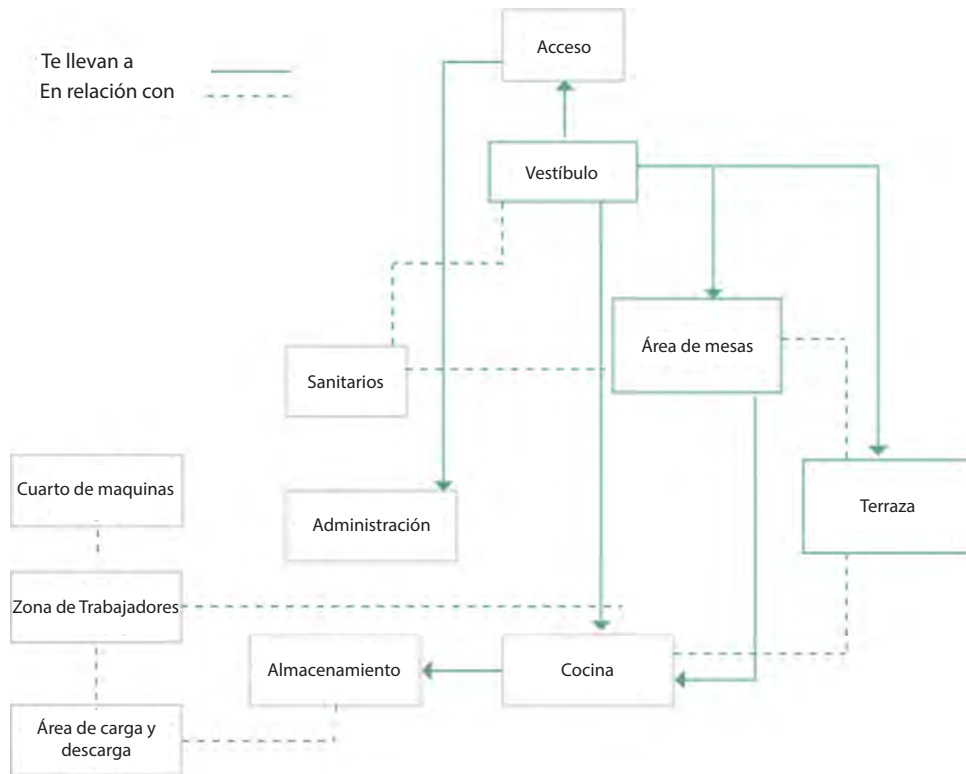 Te llevan a
En relación con
Acceso
Vestíbulo
Área de mesas
Sanitarios
Cuarto de maquinas
Administración
Terraza
Zona de Trabajadores
Almacenamiento
Cocina
Área de carga y
descarga